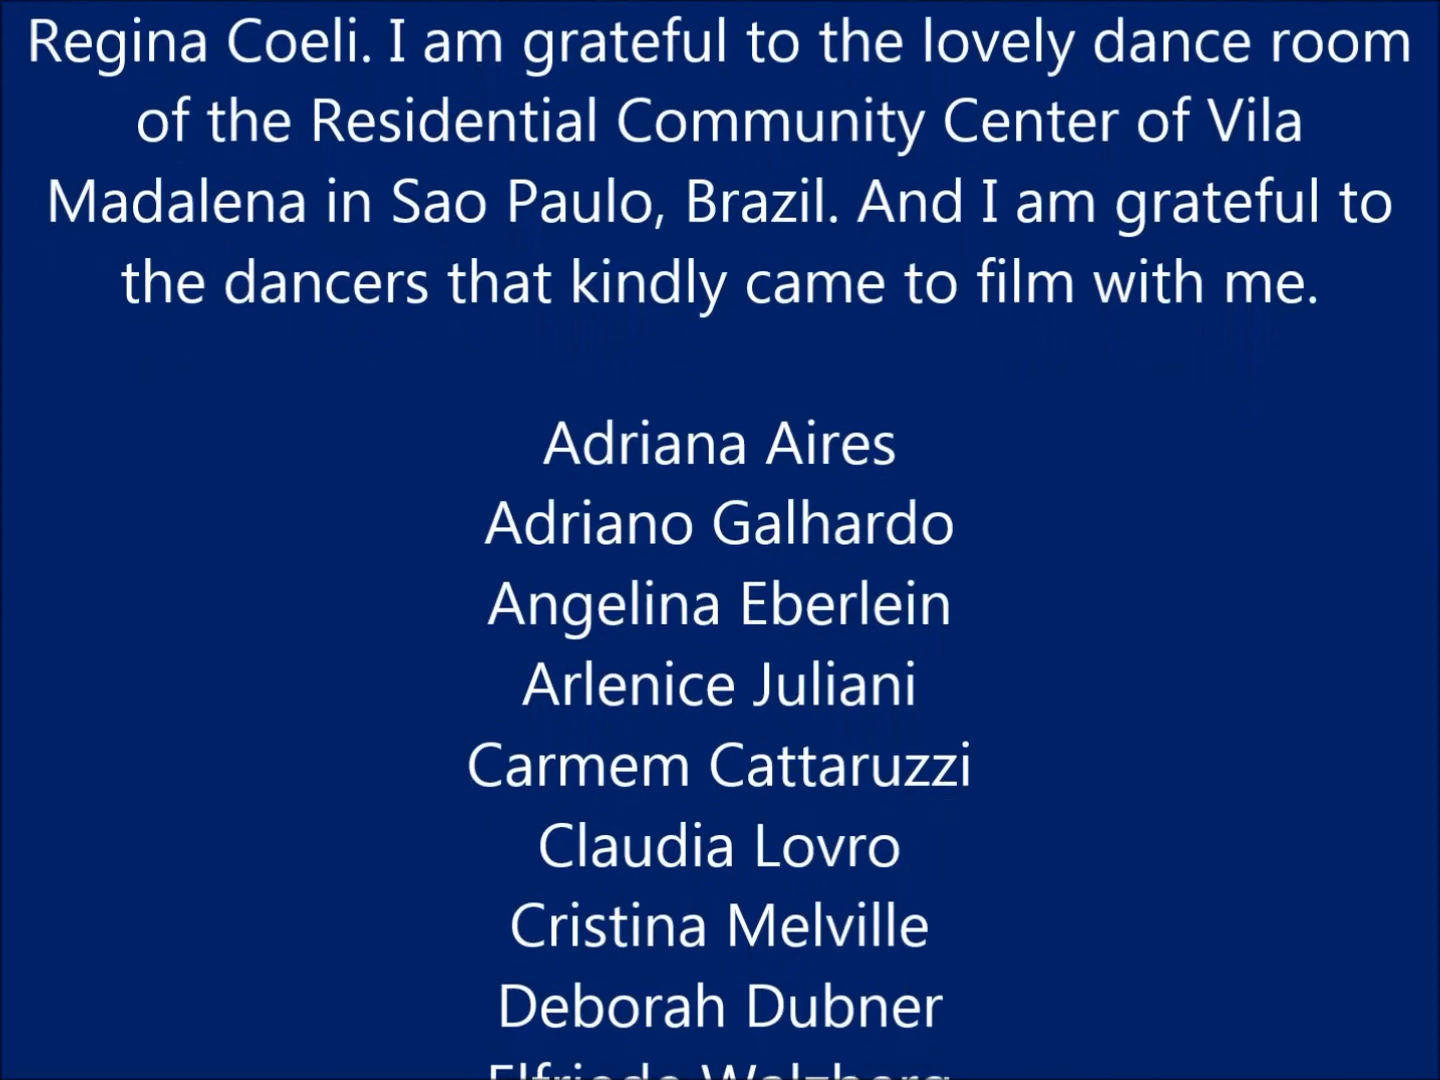 Regina Coeli. I am grateful to the lovely dance room
of the Residential Community Center of Vila
Madalena in Sao Paulo, Brazil. And I am grateful to
the dancers that kindly came to film with me.
Adriana Aires
Adriano Galhardo
Angelina Eberlein
Arlenice Juliani
Carmem Cattaruzzi
Claudia Lovro
Cristina Melville
Deborah Dubner